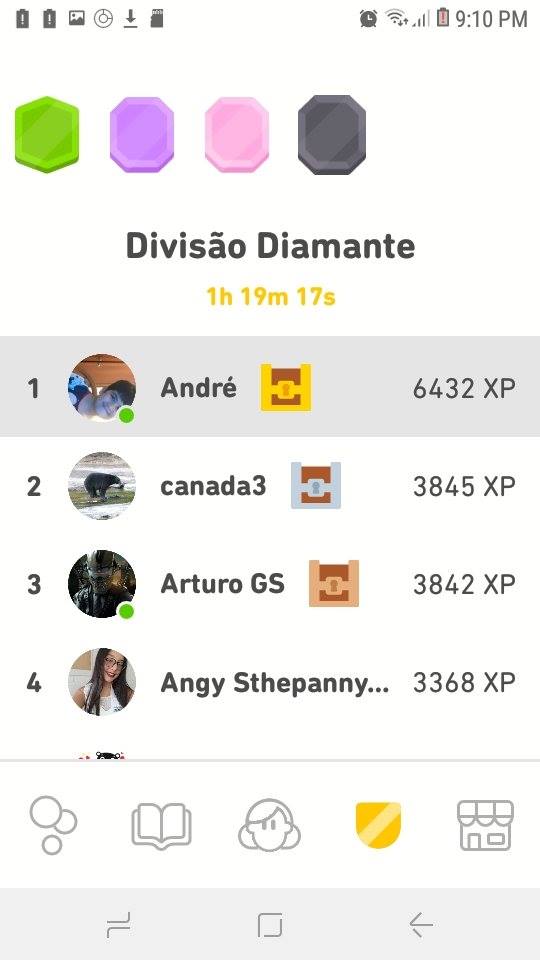 9:10 PM
Divisão Diamante
1h 19m 17s
1 André 6432 XP
2 canada3 3845 XP
3 Arturo GS 3842 XP
4 Angy Sthepanny... 3368 XP